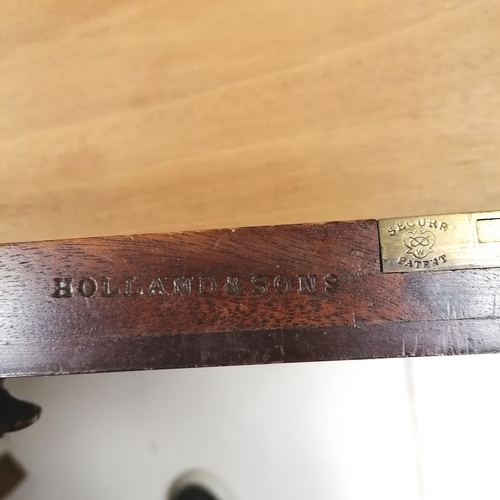 HOLLAND & SONS
SECURE
PATENT